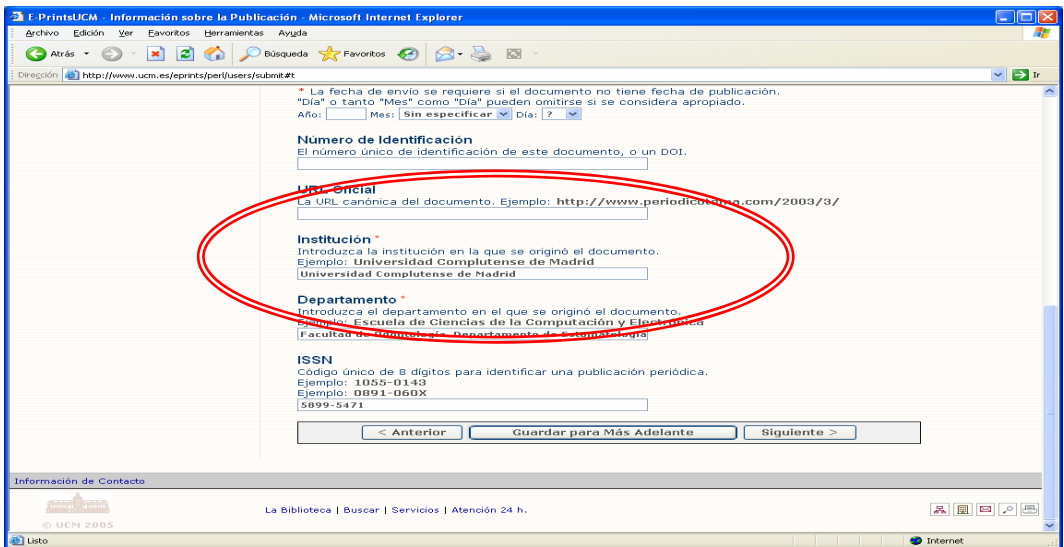 E-PrintsUCM - Información sobre la Publicación - Microsoft Internet Explorer
Archivo Edición Ver Favoritos Herramientas Ayuda
Atrás Búsqueda Favoritos
Dirección http://www.ucm.es/eprints/perl/users/submit#t Ir
* La fecha de envío se requiere si el documento no tiene fecha de publicación.
"Día" o tanto "Mes" como "Día" pueden omitirse si se considera apropiado.
Año: Mes: Sin especificar Día: ?
Número de Identificación
El número único de identificación de este documento, o un DOI.
URL Oficial
La URL canónica del documento. Ejemplo: http://www.periodicotoma.com/2003/3/
Institución *
Introduzca la institución en la que se originó el documento.
Ejemplo: Universidad Complutense de Madrid
Universidad Complutense de Madrid
Departamento *
Introduzca el departamento en el que se originó el documento.
Ejemplo: Escuela de Ciencias de la Computación y Electrónica
Facultad de Odontología. Departamento de Estomatología
ISSN
Código único de 8 dígitos para identificar una publicación periódica.
Ejemplo: 1055-0143
Ejemplo: 0891-060X
5899-5471
< Anterior Guardar para Más Adelante Siguiente >
Información de Contacto
La Biblioteca | Buscar | Servicios | Atención 24 h.
© UCM 2005
Listo Internet